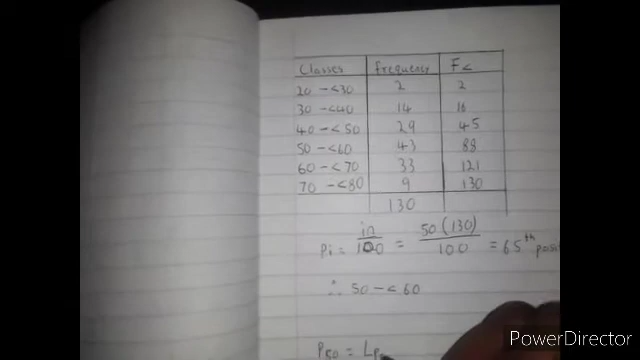 Classes frequency F<
20 -<30 2 2
30 -<40 14 16
40 -<50 29 45
50 -<60 43 88
60 -<70 33 121
70 -<80 9 130
130
Pi = in/100 = 50(130)/100 = 65th
∴ 50 -< 60
P50 = L
PowerDirector